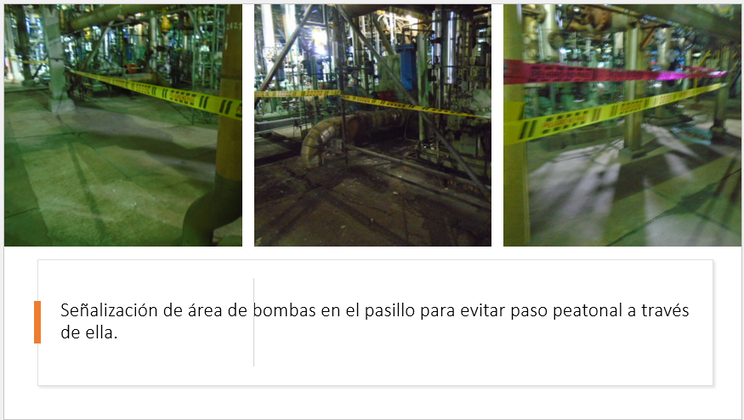 Señalización de área de bombas en el pasillo para evitar paso peatonal a través
de ella.